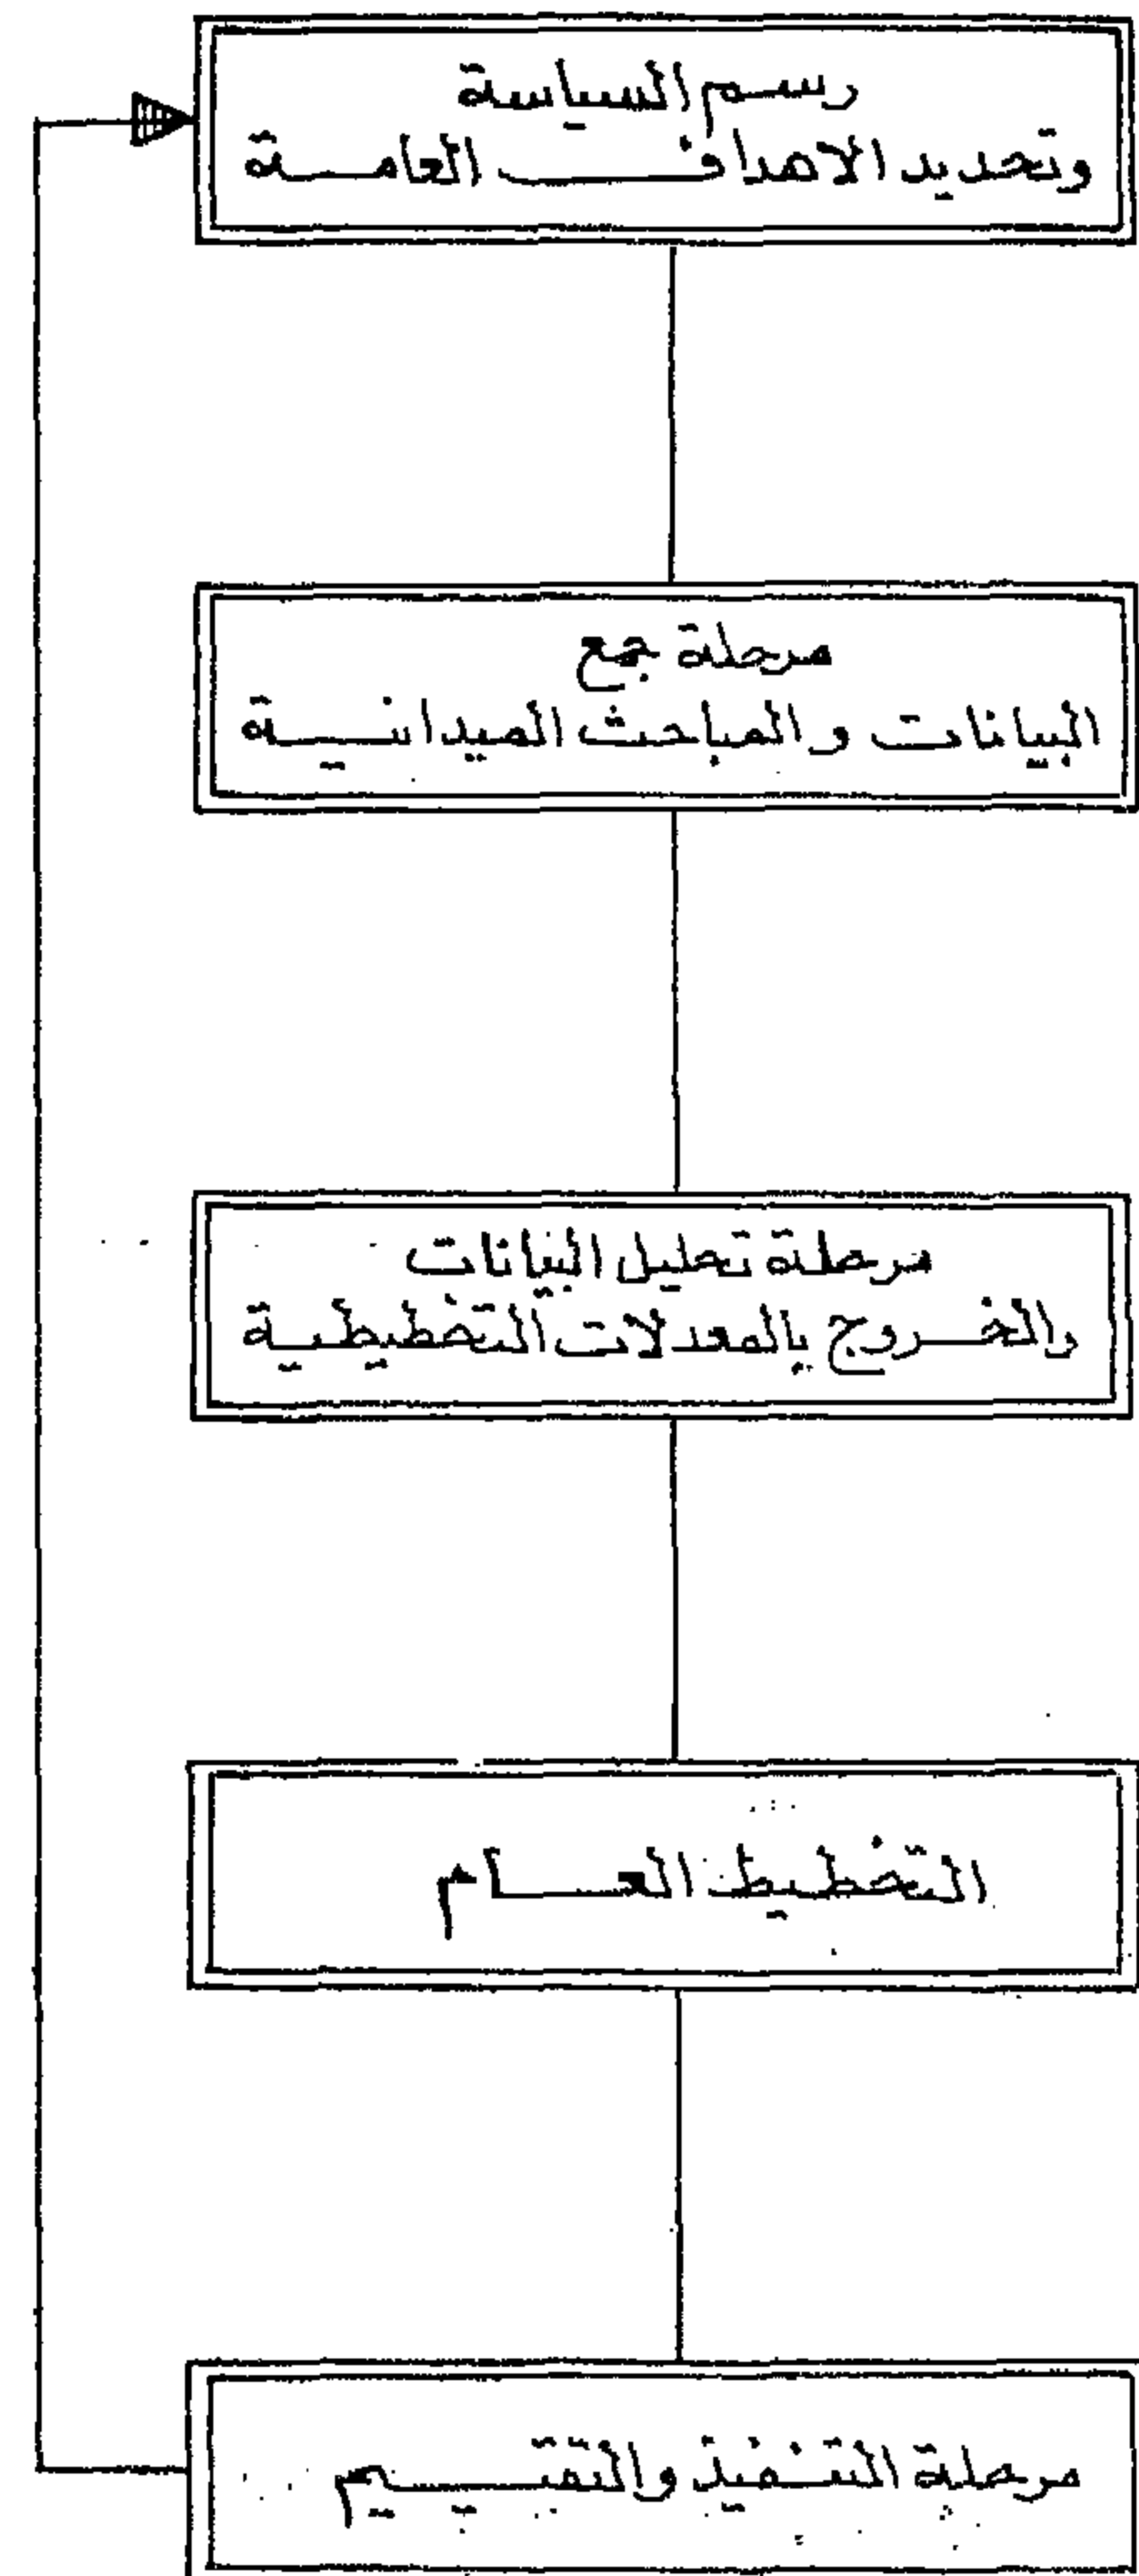 رسم السياسة
وتحديد الاهداف العامة
مرحلة جمع
البيانات والمباحث الميدانية
مرحلة تحليل البيانات
والخروج بالمعدلات التخطيطية
التخطيط العام
مرحلة التنفيذ والتقييم